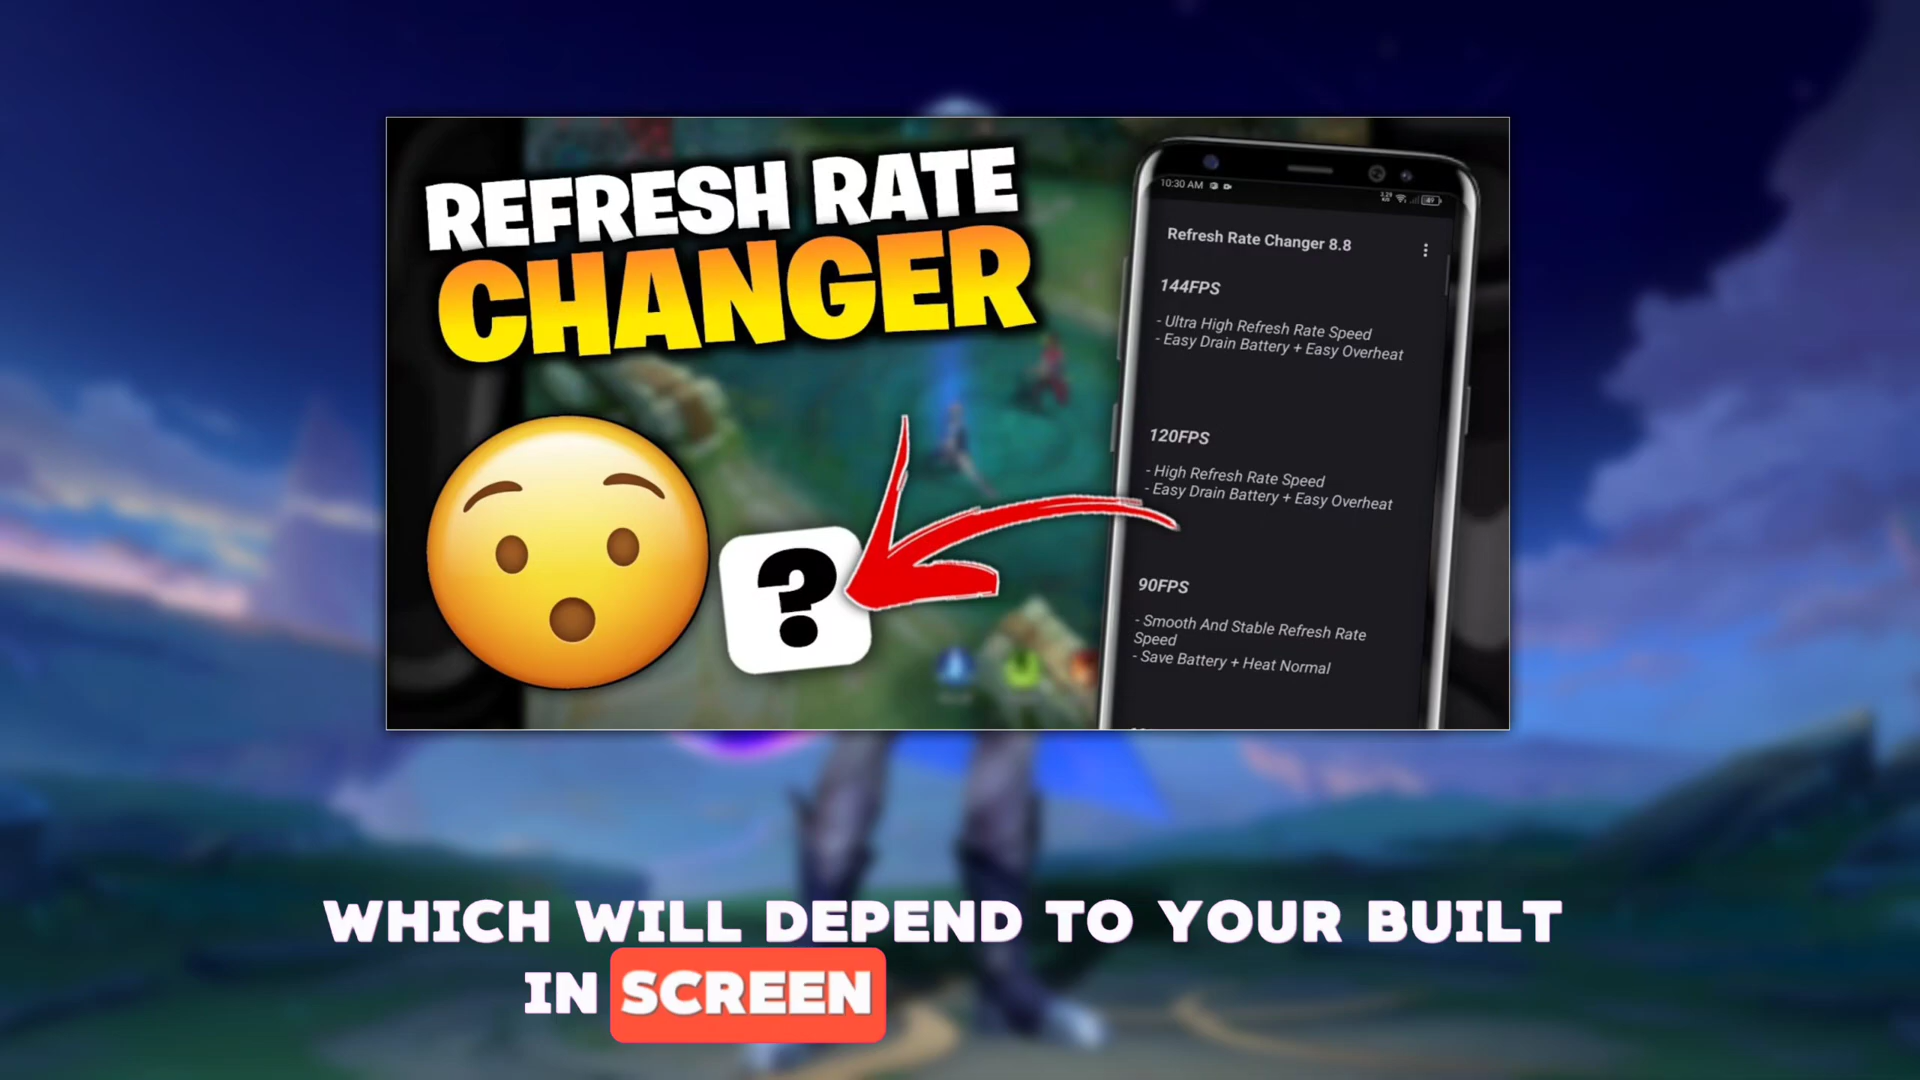 REFRESH RATE
CHANGER
?
10:30 AM
Refresh Rate Changer 8.8
144FPS
- Ultra High Refresh Rate Speed
- Easy Drain Battery + Easy Overheat
120FPS
- High Refresh Rate Speed
- Easy Drain Battery + Easy Overheat
90FPS
- Smooth And Stable Refresh Rate
Speed
- Save Battery + Heat Normal
WHICH WILL DEPEND TO YOUR BUILT
IN SCREEN